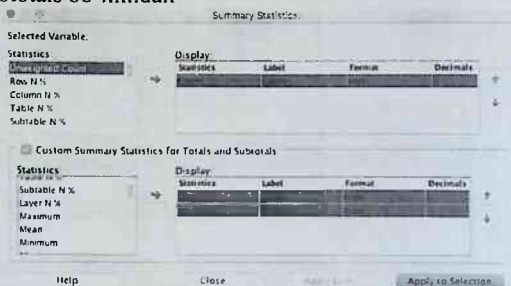 Summary Statistics:
Selected Variable:
Statistics:
Unweighted Count
Row N %
Column N %
Table N %
Subtable N %
Display:
Statistics Label Format Decimals
Custom Summary Statistics for Totals and Subtotals
Statistics
Subtable N %
Layer N %
Maximum
Mean
Minimum
Display:
Statistics Label Format Decimals
Help Close Apply to Selection